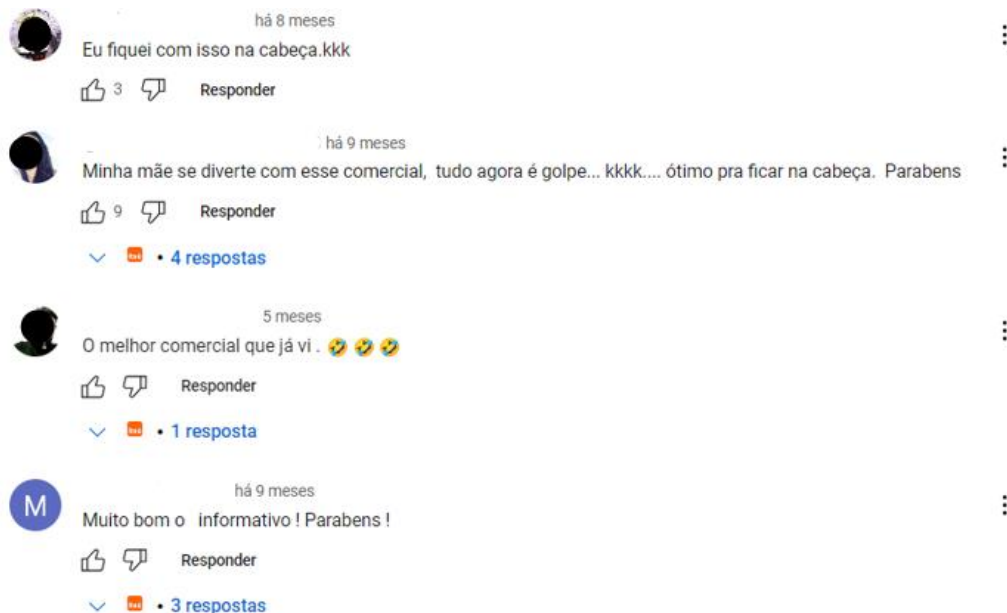 há 8 meses
Eu fiquei com isso na cabeça.kkk
3 Responder
há 9 meses
Minha mãe se diverte com esse comercial, tudo agora é golpe... kkkk.... ótimo pra ficar na cabeça. Parabens
9 Responder
• 4 respostas
5 meses
O melhor comercial que já vi . 🤣 🤣 🤣
Responder
• 1 resposta
M
há 9 meses
Muito bom o informativo ! Parabens !
Responder
• 3 respostas